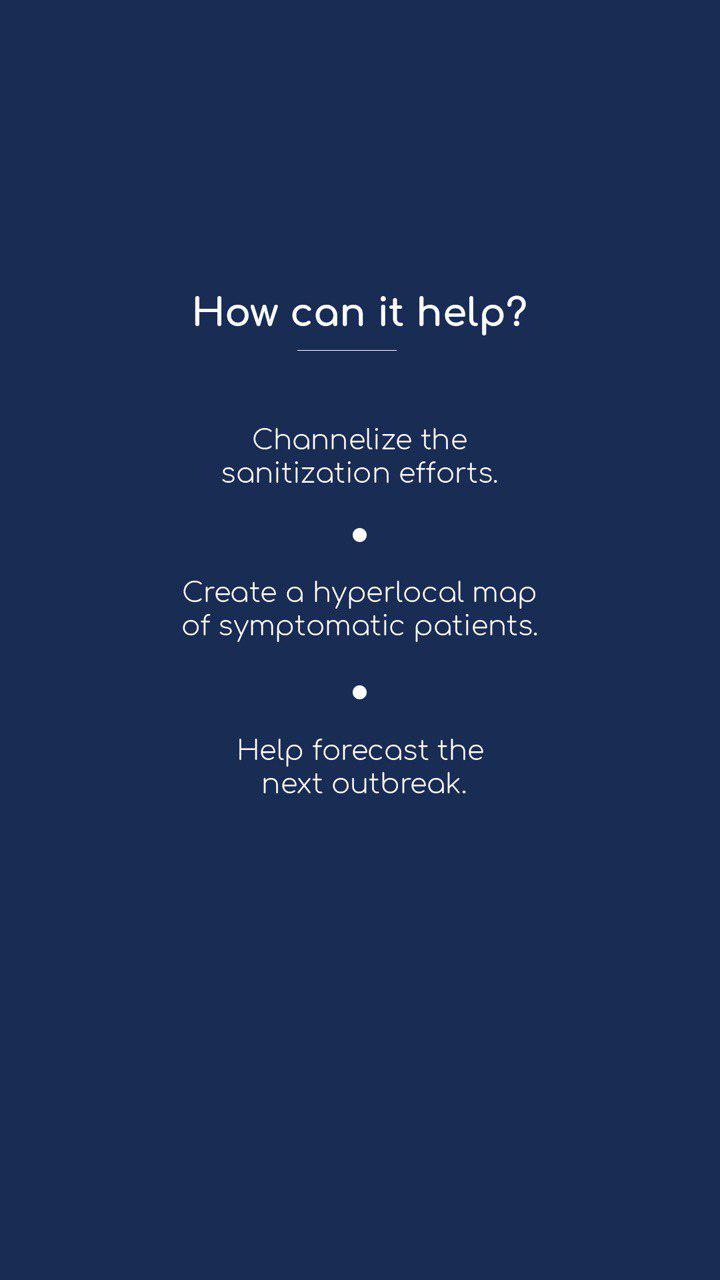 How can it help?
Channelize the
sanitization efforts.
Create a hyperlocal map
of symptomatic patients.
Help forecast the
next outbreak.